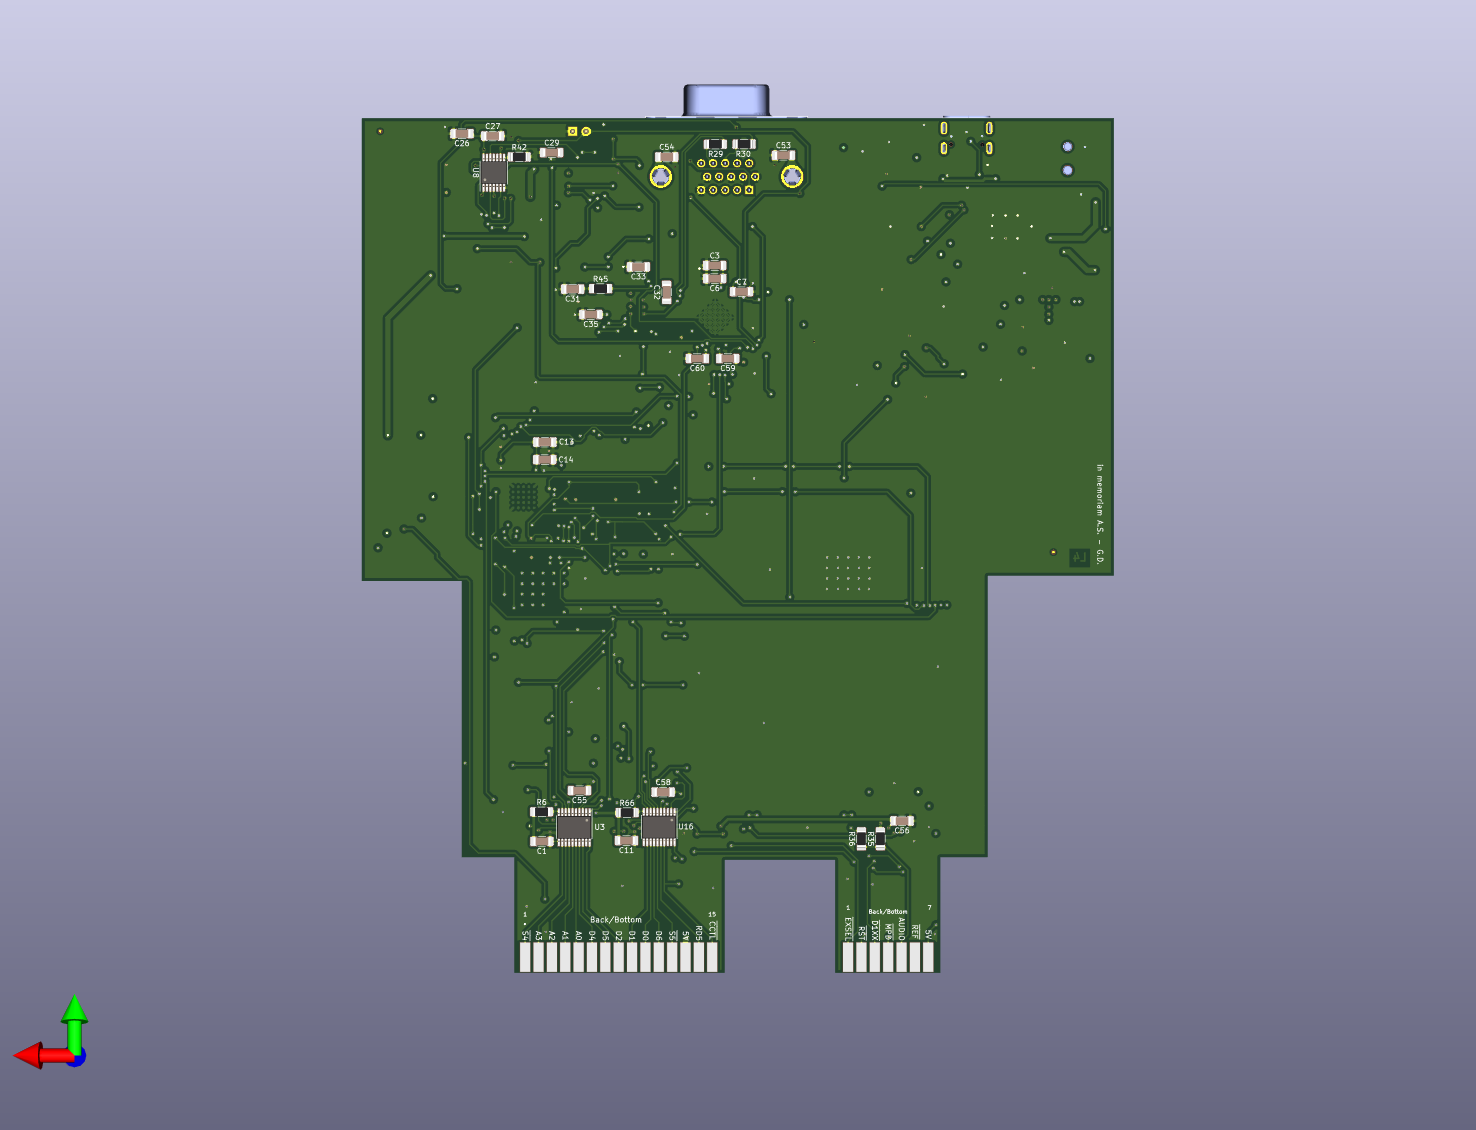 C27
C26
R42
C29
U8
C54
R29
R30
C53
C33
C3
C6
C7
R45
C31
C32
C35
C60
C59
C13
C14
In memoriam A.S. – G.D.
L4
C58
C55
R6
R66
U3
U16
C1
C11
C56
R36
R35
1
15
Back/Bottom
S4
A3
A2
A1
A0
D4
D5
D2
D1
D0
D6
S5
5V
RD5
CCTL
1
7
Back/Bottom
EXSEL
RST
D1XX
MPB
AUDIO
REF
5V